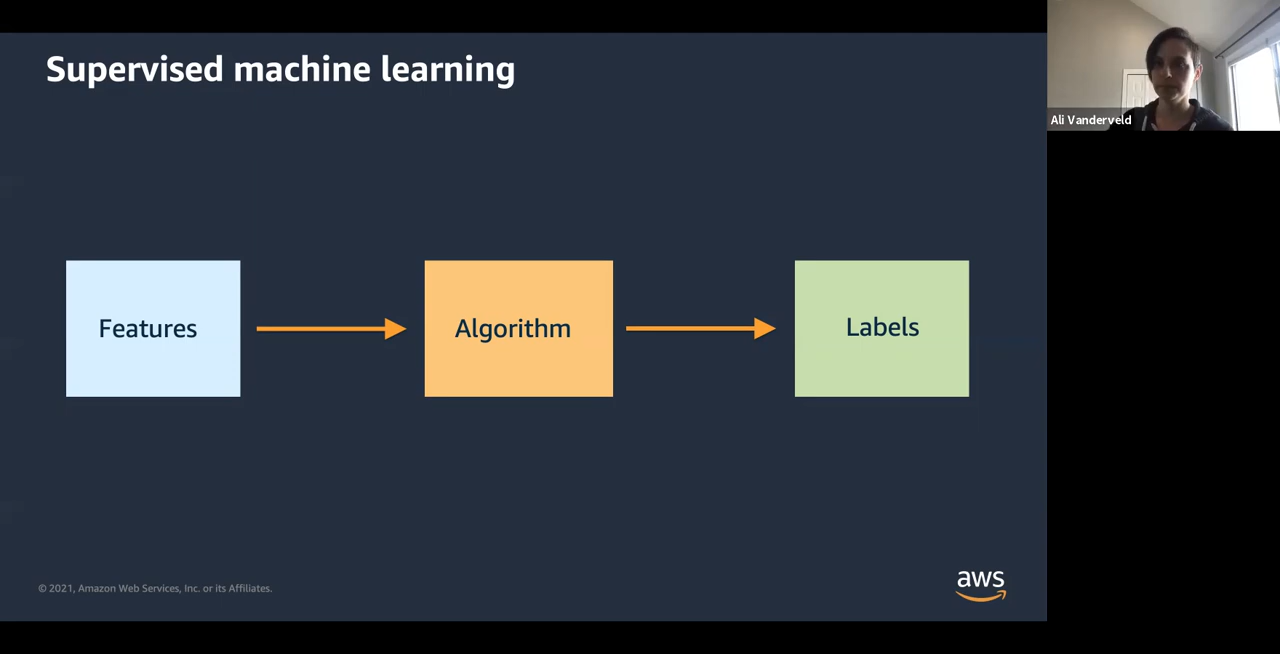 Supervised machine learning
Ali Vanderveld
Features
Algorithm
Labels
© 2021, Amazon Web Services, Inc. or its Affiliates.
aws